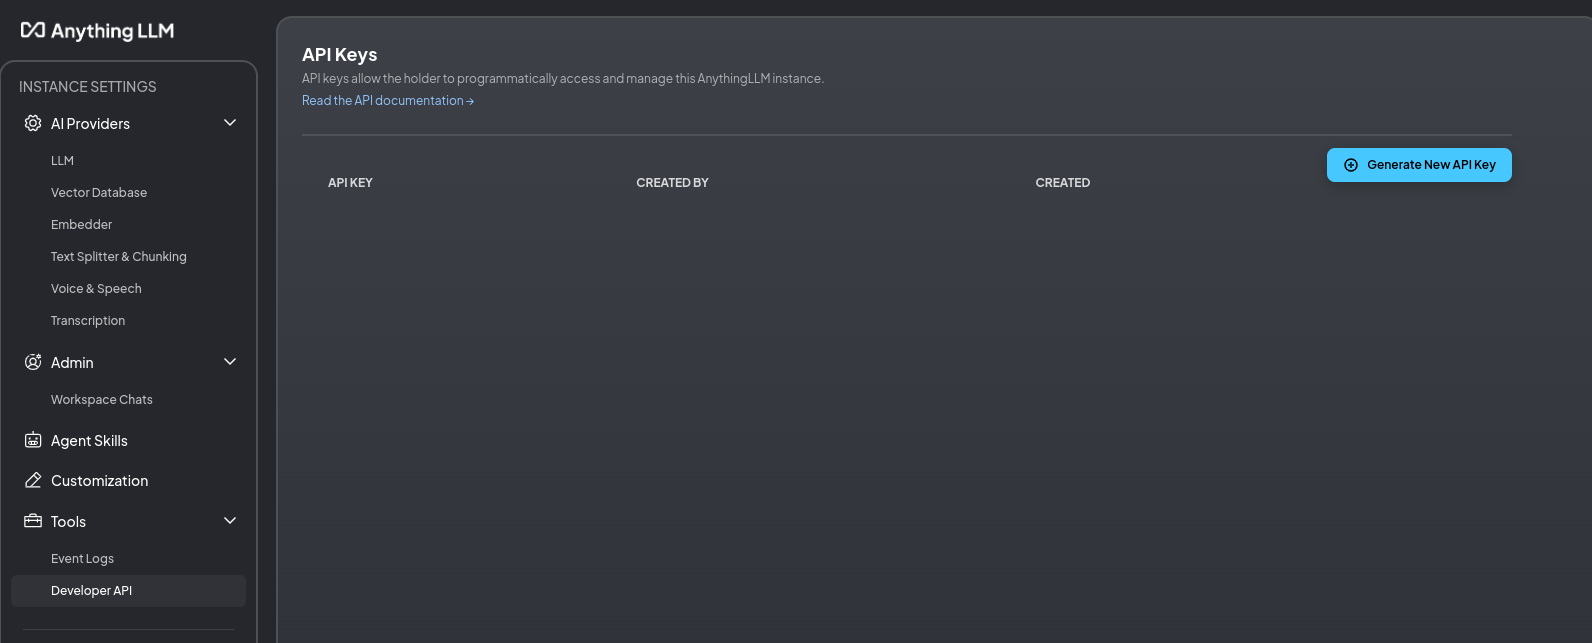 Anything LLM
INSTANCE SETTINGS
AI Providers
LLM
Vector Database
Embedder
Text Splitter & Chunking
Voice & Speech
Transcription
Admin
Workspace Chats
Agent Skills
Customization
Tools
Event Logs
Developer API
API Keys
API keys allow the holder to programmatically access and manage this AnythingLLM instance.
Read the API documentation →
Generate New API Key
API KEY CREATED BY CREATED